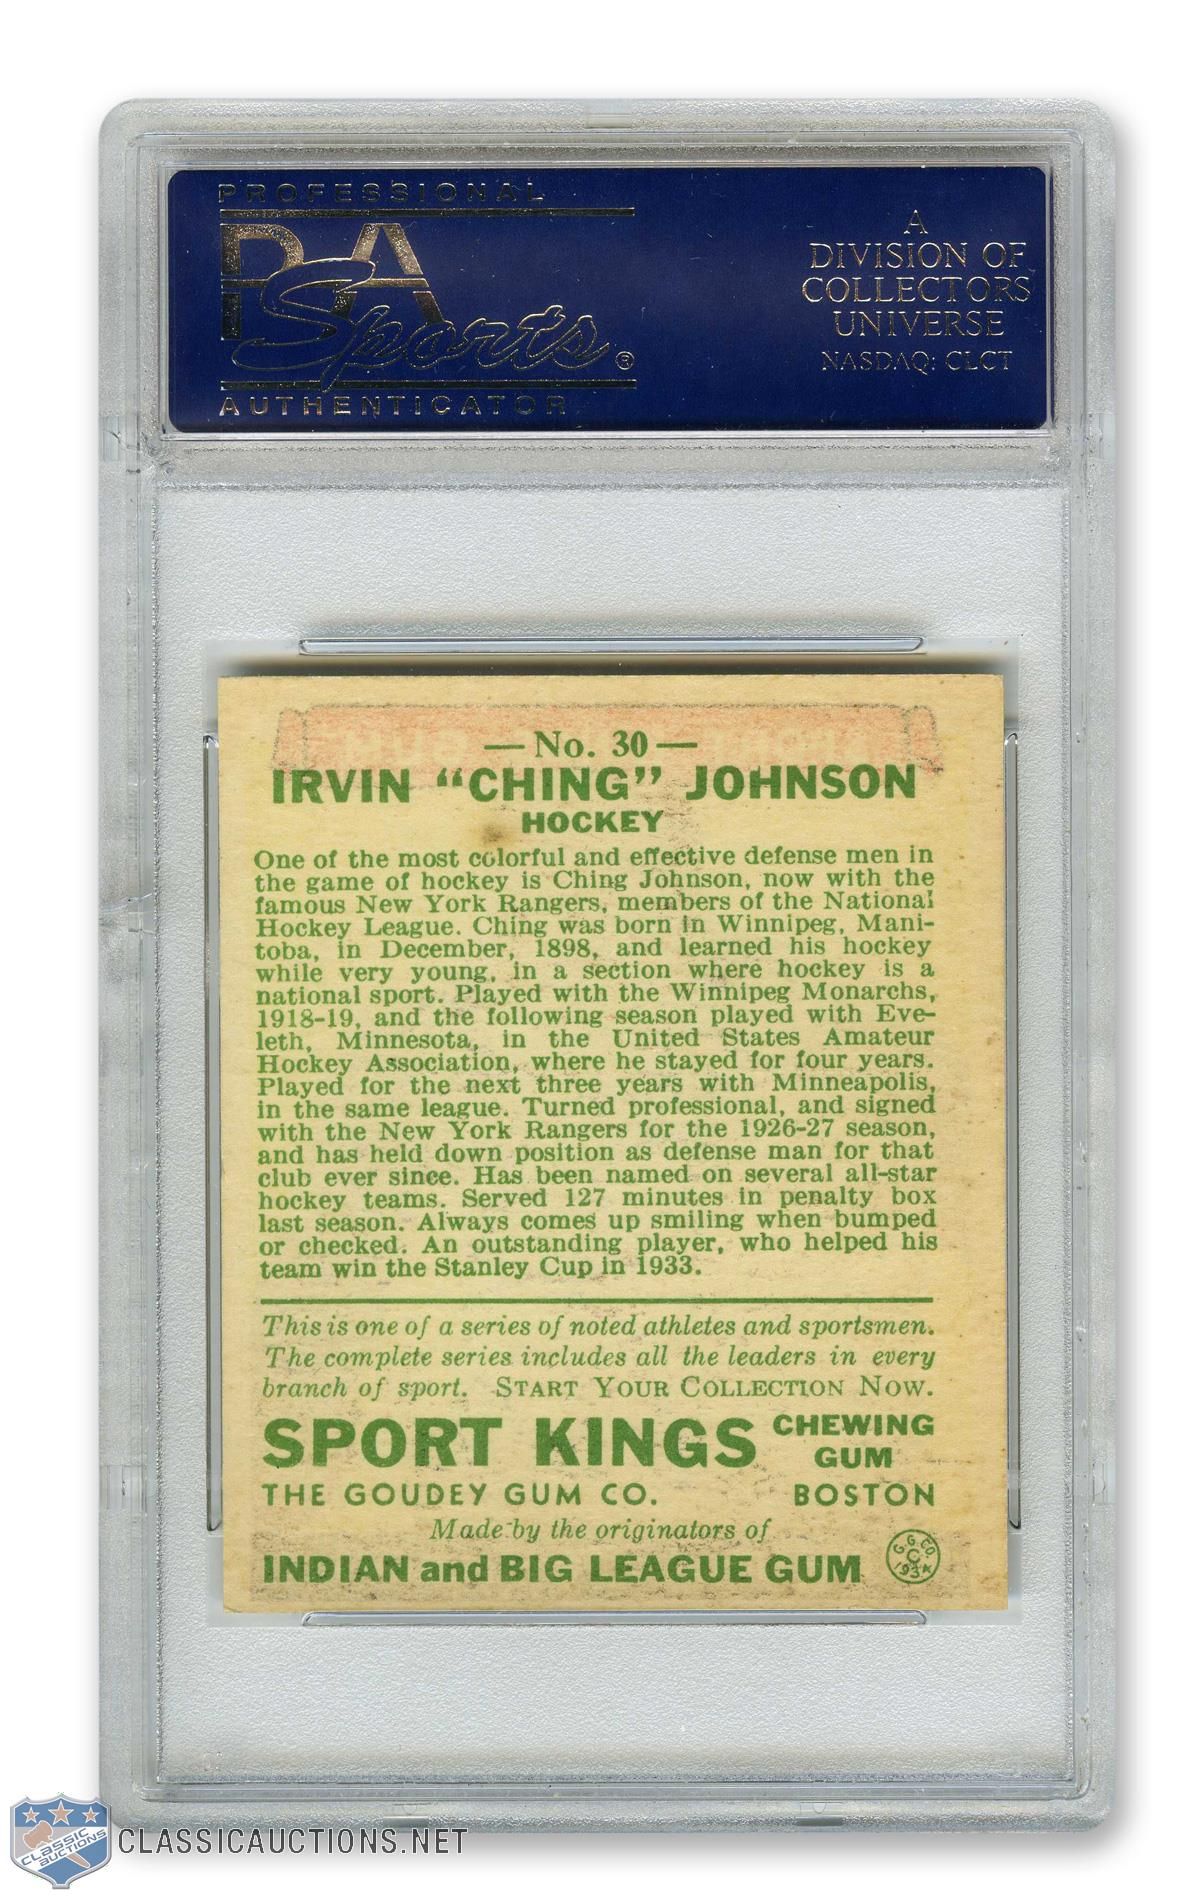 PROFESSIONAL
PSA
Sports®
AUTHENTICATOR
A
DIVISION OF
COLLECTORS
UNIVERSE
NASDAQ: CLCT
— No. 30 —
IRVIN "CHING" JOHNSON
HOCKEY
One of the most colorful and effective defense men in
the game of hockey is Ching Johnson, now with the
famous New York Rangers, members of the National
Hockey League. Ching was born in Winnipeg, Mani-
toba, in December, 1898, and learned his hockey
while very young, in a section where hockey is a
national sport. Played with the Winnipeg Monarchs,
1918-19, and the following season played with Eve-
leth, Minnesota, in the United States Amateur
Hockey Association, where he stayed for four years.
Played for the next three years with Minneapolis,
in the same league. Turned professional, and signed
with the New York Rangers for the 1926-27 season,
and has held down position as defense man for that
club ever since. Has been named on several all-star
hockey teams. Served 127 minutes in penalty box
last season. Always comes up smiling when bumped
or checked. An outstanding player, who helped his
team win the Stanley Cup in 1933.
This is one of a series of noted athletes and sportsmen.
The complete series includes all the leaders in every
branch of sport. START YOUR COLLECTION NOW.
SPORT KINGS CHEWING GUM
THE GOUDEY GUM CO. BOSTON
Made by the originators of
INDIAN and BIG LEAGUE GUM
G.G.CO.
C
CLASSIC
AUCTIONS
CLASSICAUCTIONS.NET